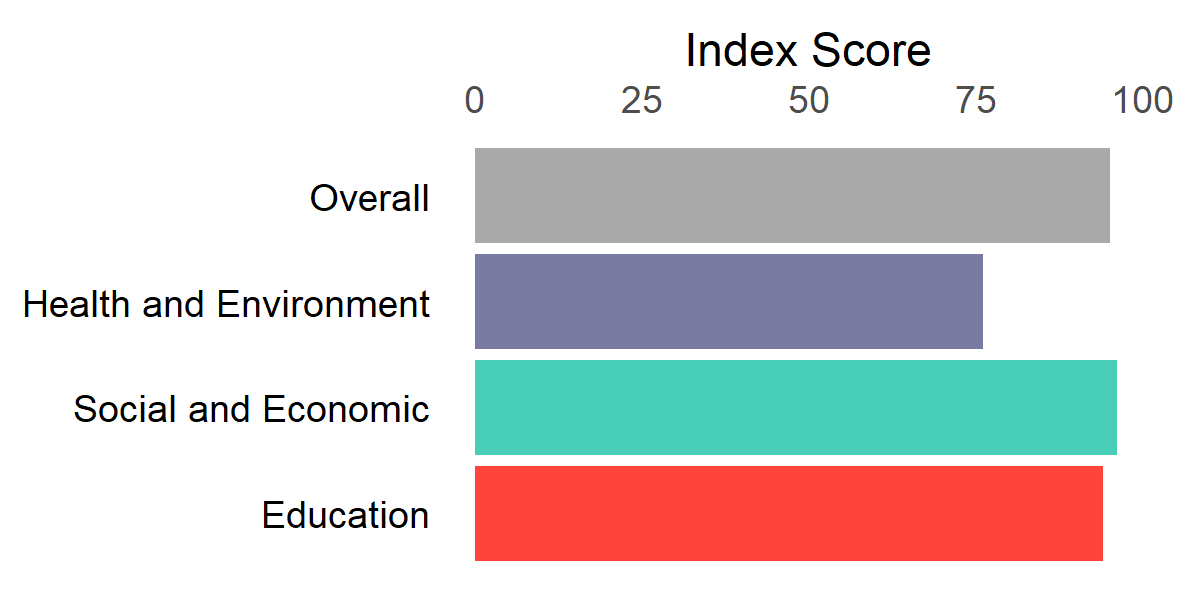 Index Score
0 25 50 75 100
Overall
Health and Environment
Social and Economic
Education